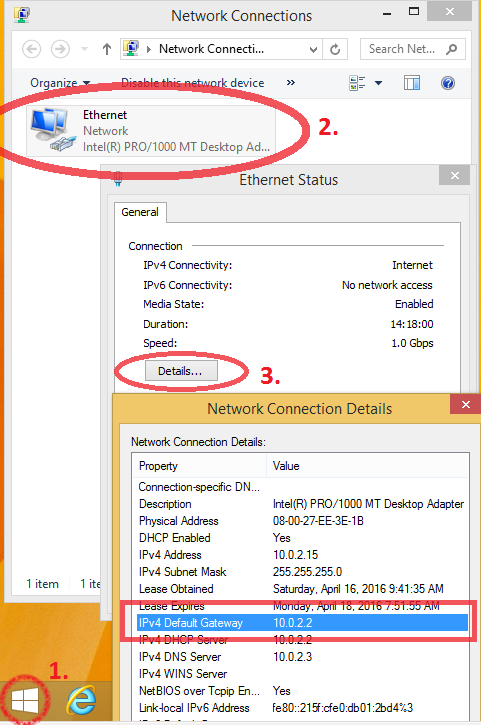 Network Connections
Network Connecti...
Search Net...
Organize
Disable this network device
»
Ethernet
Network
Intel(R) PRO/1000 MT Desktop Ad...
2.
Ethernet Status
General
Connection
IPv4 Connectivity: Internet
IPv6 Connectivity: No network access
Media State: Enabled
Duration: 14:18:00
Speed: 1.0 Gbps
Details...
3.
Network Connection Details
Network Connection Details:
Property Value
Connection-specific DN...
Description Intel(R) PRO/1000 MT Desktop Adapter
Physical Address 08-00-27-EE-3E-1B
DHCP Enabled Yes
IPv4 Address 10.0.2.15
IPv4 Subnet Mask 255.255.255.0
Lease Obtained Saturday, April 16, 2016 9:41:35 AM
Lease Expires Monday, April 18, 2016 7:51:55 AM
IPv4 Default Gateway 10.0.2.2
IPv4 DHCP Server 10.0.2.2
IPv4 DNS Server 10.0.2.3
IPv4 WINS Server
NetBIOS over Tcpip En... Yes
Link-local IPv6 Address fe80::215f:cfe0:db01:2bd4%3
1 item 1 ite
1.